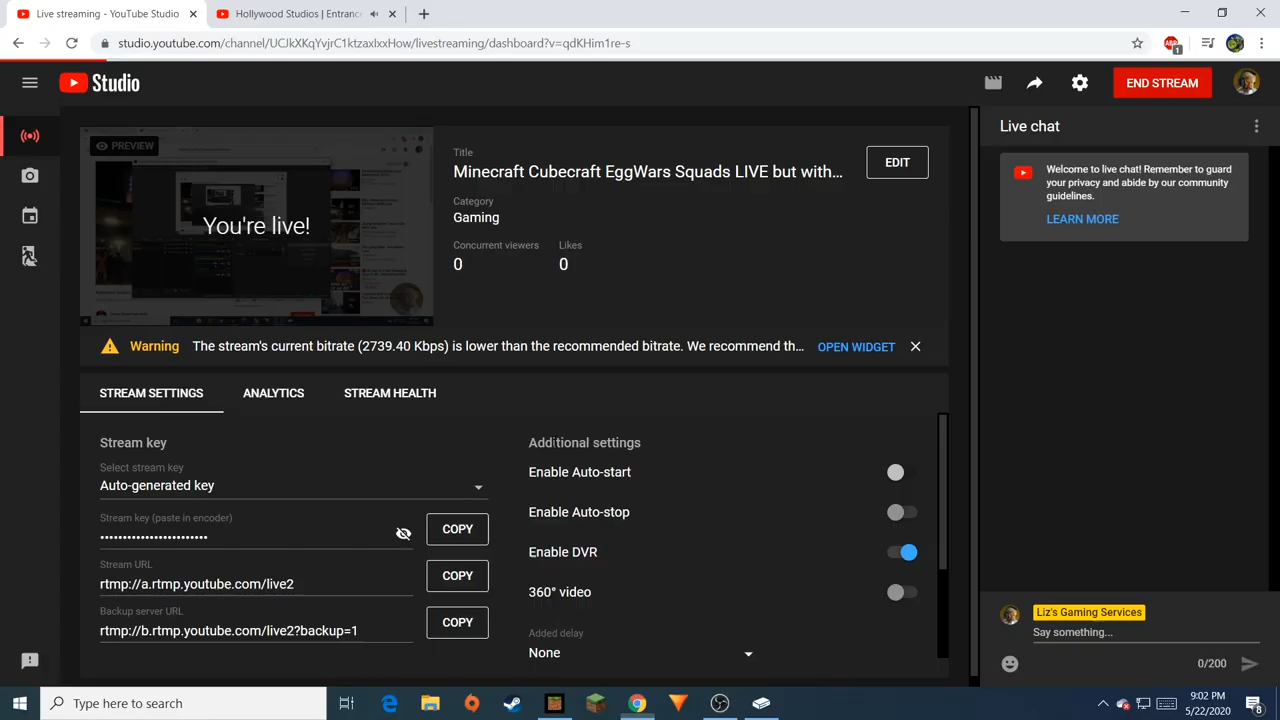 Live streaming - YouTube Studio
Hollywood Studios | Entranc
studio.youtube.com/channel/UCJkXKqYvjrC1ktzaxIxxHow/livestreaming/dashboard?v=qdKHim1re-s
1
Studio
END STREAM
PREVIEW
You're live!
Title
Minecraft Cubecraft EggWars Squads LIVE but with...
EDIT
Category
Gaming
Concurrent viewers
Likes
0
0
Live chat
Welcome to live chat! Remember to guard
your privacy and abide by our community
guidelines.
LEARN MORE
Warning The stream's current bitrate (2739.40 Kbps) is lower than the recommended bitrate. We recommend th...
OPEN WIDGET
STREAM SETTINGS
ANALYTICS
STREAM HEALTH
Stream key
Select stream key
Auto-generated key
Stream key (paste in encoder)
••••••••••••••••••••••••
COPY
Stream URL
rtmp://a.rtmp.youtube.com/live2
COPY
Backup server URL
rtmp://b.rtmp.youtube.com/live2?backup=1
COPY
Additional settings
Enable Auto-start
Enable Auto-stop
Enable DVR
360° video
Added delay
None
Liz's Gaming Services
Say something...
0/200
Type here to search
9:02 PM
5/22/2020
8